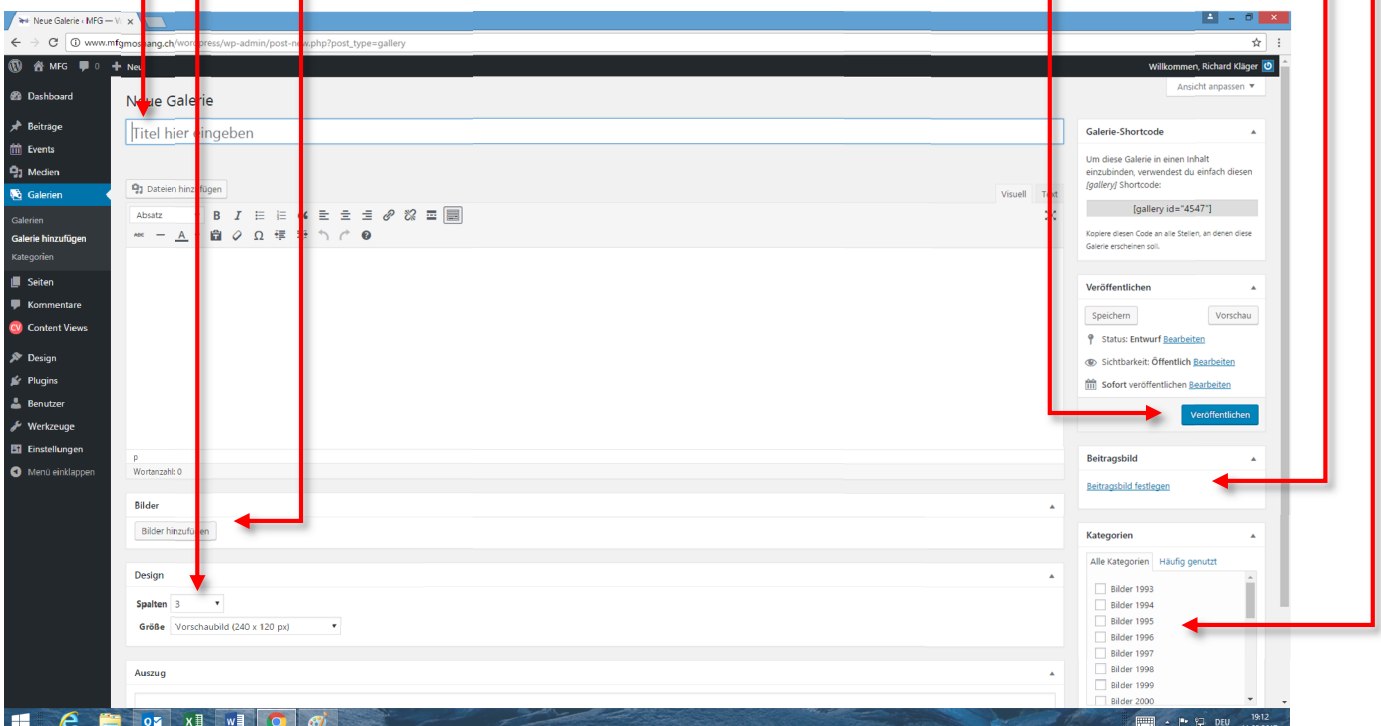 Neue Galerie ‹ MFG —
www.mfgmosnang.ch/wordpress/wp-admin/post-new.php?post_type=gallery
MFG 0 + Neu
Willkommen, Richard Kläger
Ansicht anpassen
Dashboard
Beiträge
Events
Medien
Galerien
Galerien
Galerie hinzufügen
Kategorien
Seiten
Kommentare
CV Content Views
Design
Plugins
Benutzer
Werkzeuge
Einstellungen
Menü einklappen
Neue Galerie
Titel hier eingeben
Dateien hinzufügen
Visuell Text
Absatz B I
ABC A Ω
p
Wortanzahl: 0
Bilder
Bilder hinzufügen
Design
Spalten 3
Größe Vorschaubild (240 x 120 px)
Auszug
Galerie-Shortcode
Um diese Galerie in einen Inhalt
einzubinden, verwendest du einfach diesen
[gallery] Shortcode:
[gallery id="4547"]
Kopiere diesen Code an alle Stellen, an denen diese
Galerie erscheinen soll.
Veröffentlichen
Speichern Vorschau
Status: Entwurf Bearbeiten
Sichtbarkeit: Öffentlich Bearbeiten
Sofort veröffentlichen Bearbeiten
Veröffentlichen
Beitragsbild
Beitragsbild festlegen
Kategorien
Alle Kategorien Häufig genutzt
Bilder 1993
Bilder 1994
Bilder 1995
Bilder 1996
Bilder 1997
Bilder 1998
Bilder 1999
Bilder 2000
DEU 19:12